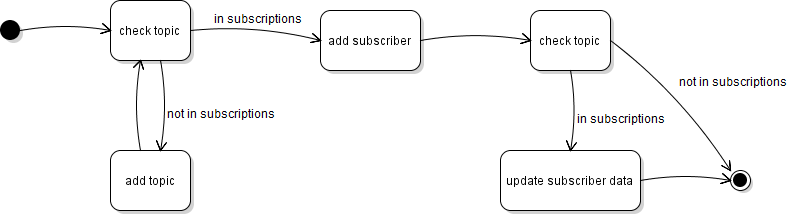 in subscriptions
check topic
add subscriber
check topic
not in subscriptions
not in subscriptions
in subscriptions
add topic
update subscriber data